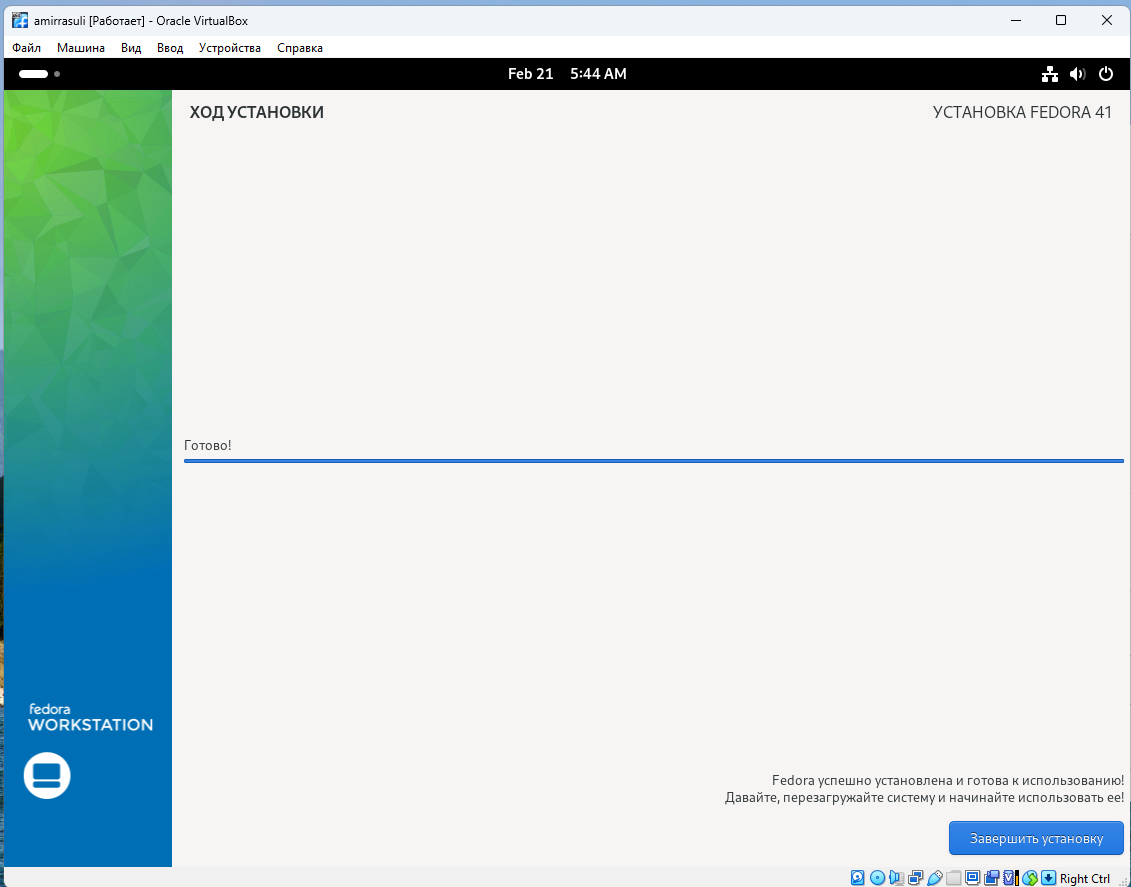 amirrasuli [Работает] - Oracle VirtualBox
Файл Машина Вид Ввод Устройства Справка
Feb 21 5:44 AM
ХОД УСТАНОВКИ
УСТАНОВКА FEDORA 41
Готово!
fedora
WORKSTATION
Fedora успешно установлена и готова к использованию!
Давайте, перезагружайте систему и начинайте использовать ее!
Завершить установку
Right Ctrl